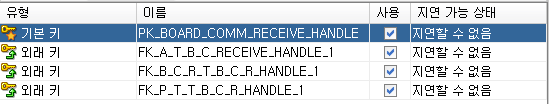 유형 이름 사용 지연 가능 상태
기본 키 PK_BOARD_COMM_RECEIVE_HANDLE 지연할 수 없음
외래 키 FK_A_T_B_C_RECEIVE_HANDLE_1 지연할 수 없음
외래 키 FK_B_C_R_T_B_C_R_HANDLE_1 지연할 수 없음
외래 키 FK_P_T_T_B_C_R_HANDLE_1 지연할 수 없음